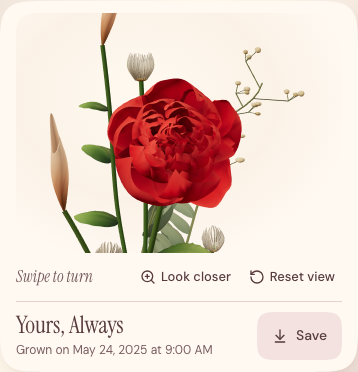 Swipe to turn
Look closer
Reset view
Yours, Always
Grown on May 24, 2025 at 9:00 AM
Save